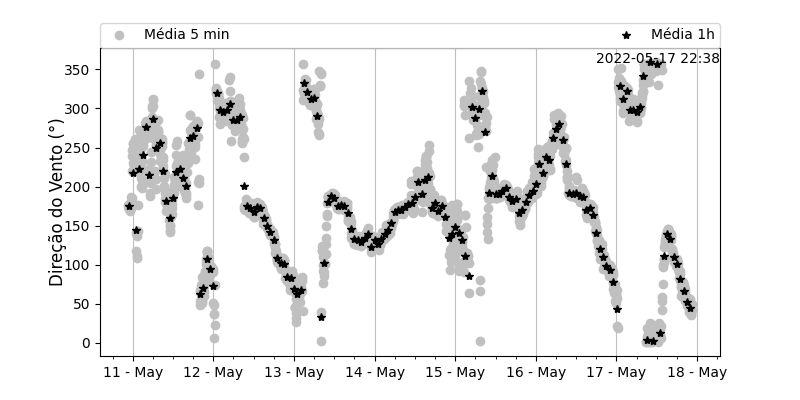 Média 5 min
Média 1h
2022-05-17 22:38
Direção do Vento (°)
350
300
250
200
150
100
50
0
11 - May
12 - May
13 - May
14 - May
15 - May
16 - May
17 - May
18 - May